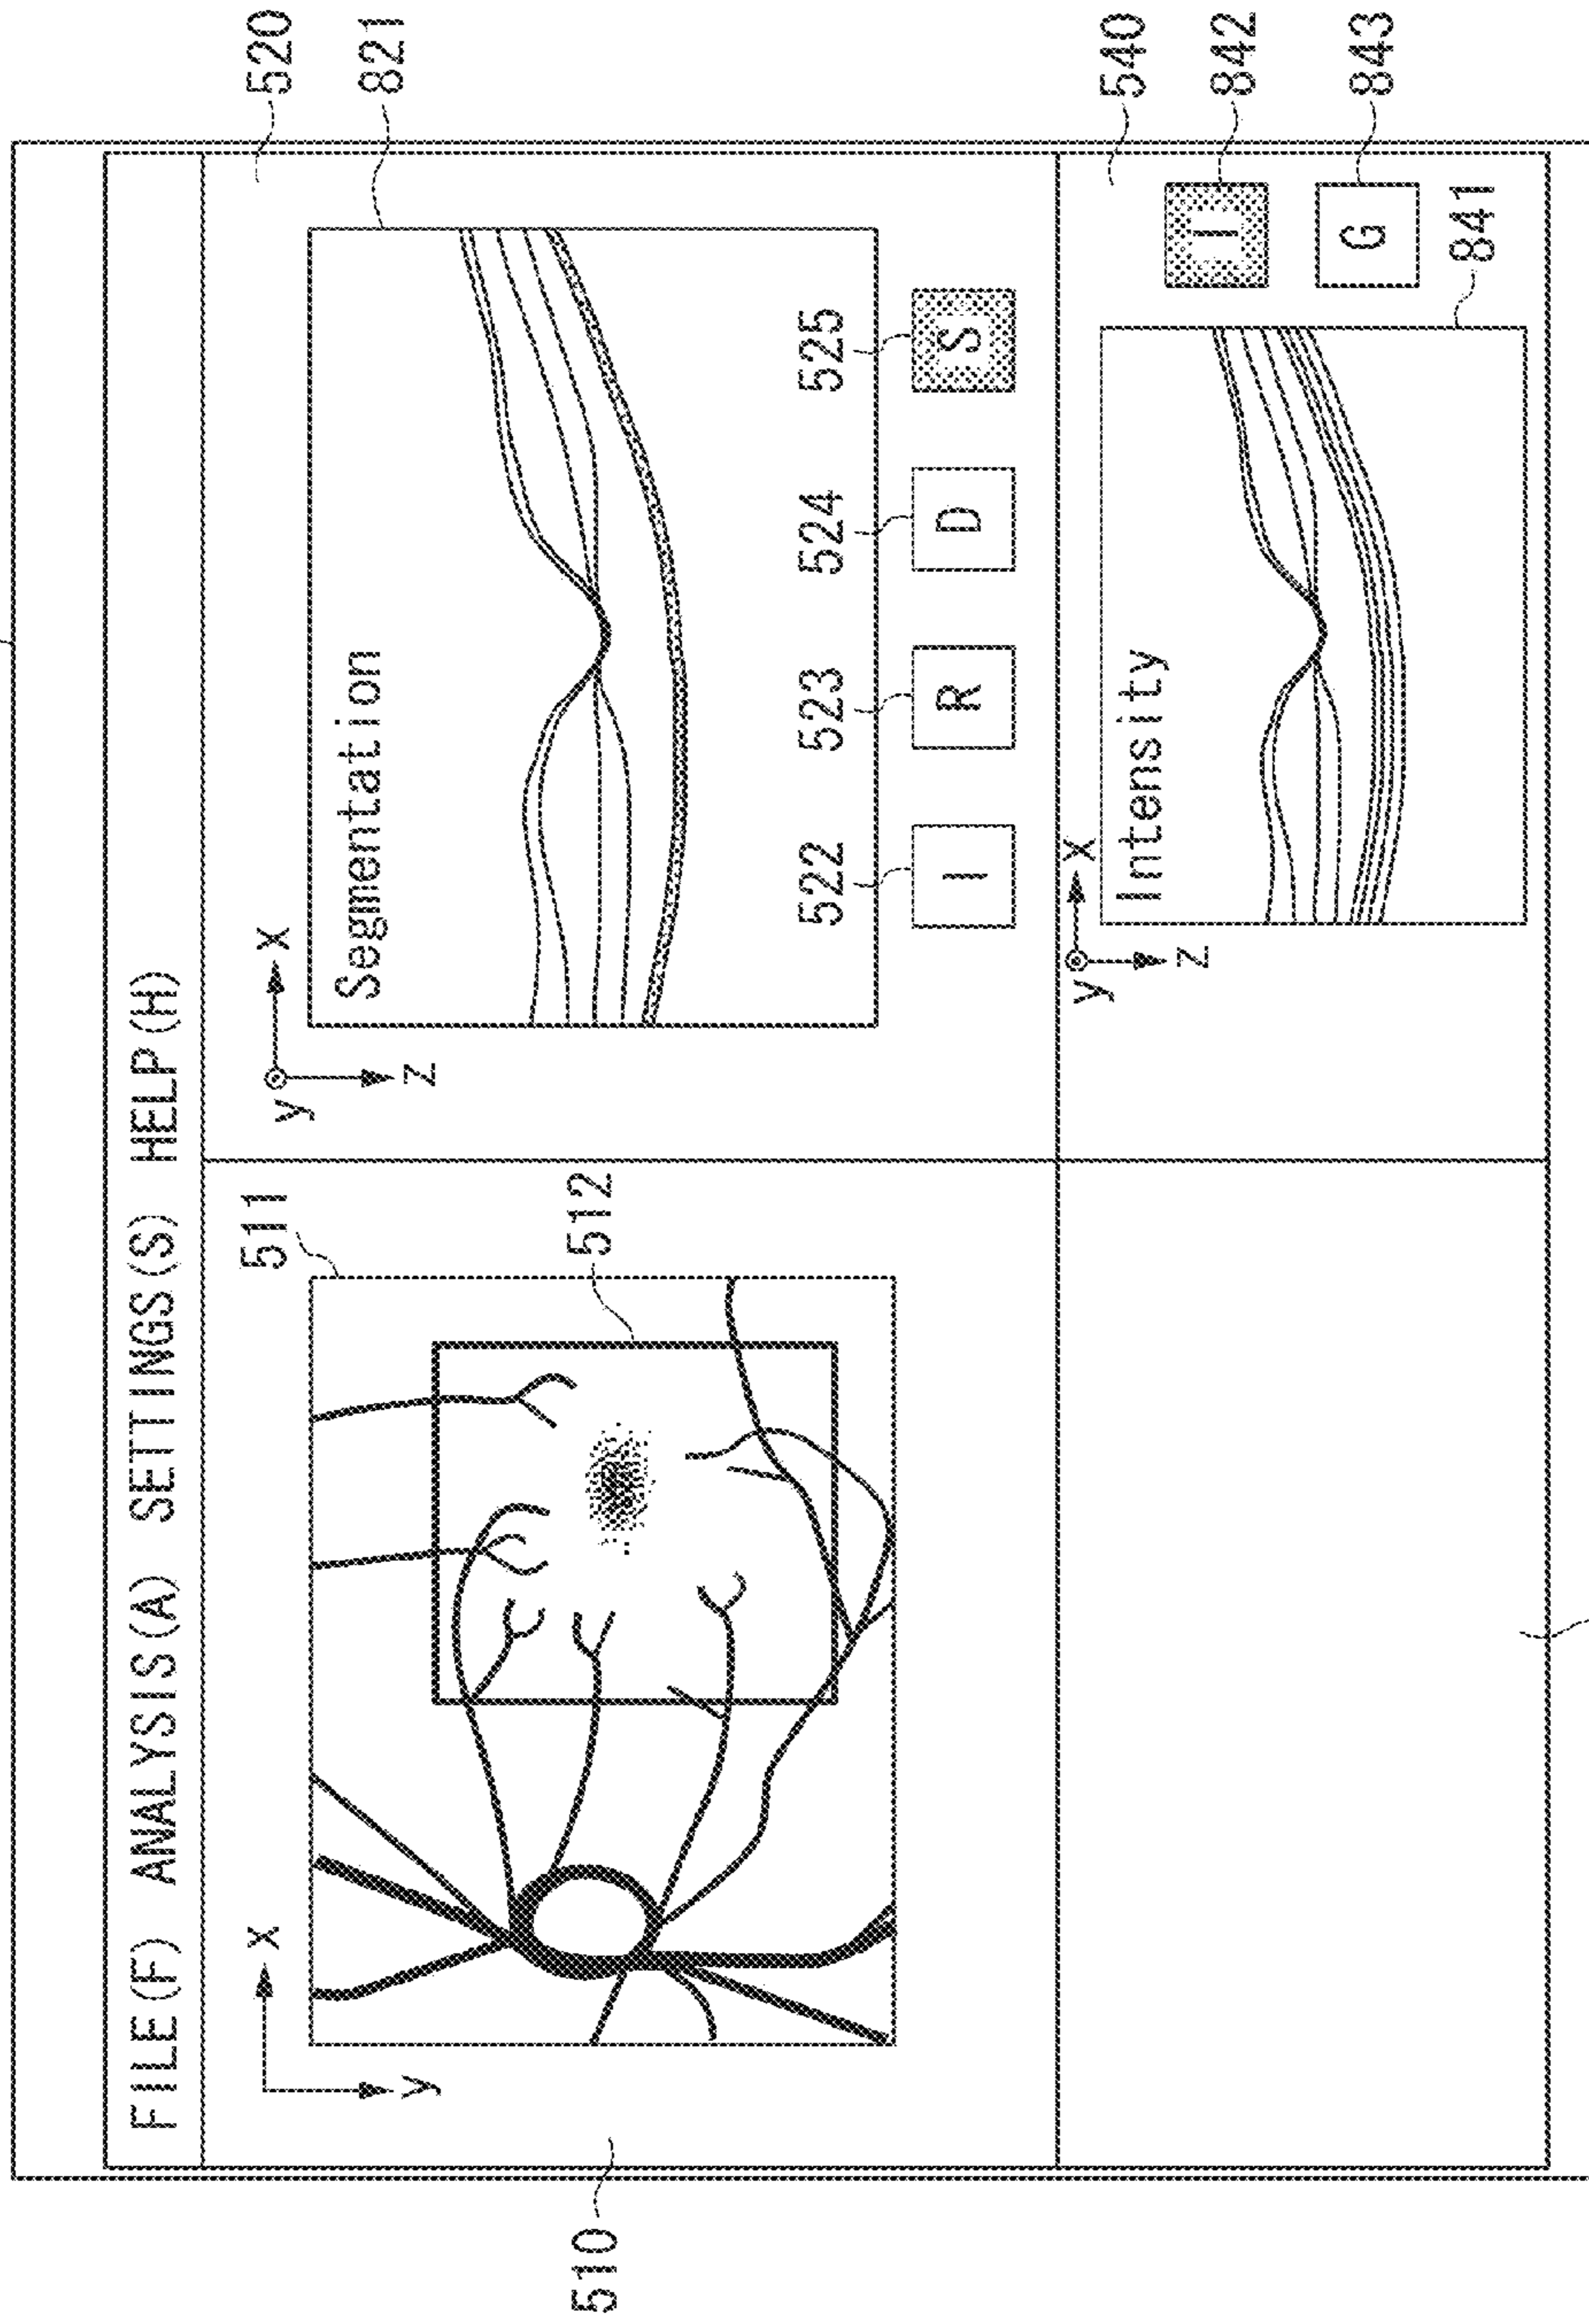 FILE(F) ANALYSIS(A) SETTINGS(S) HELP(H)
510
x
y
511
512
520
y
x
z
821
Segmentation
522
523
524
525
I
R
D
S
540
y
x
z
Intensity
I
842
G
843
841